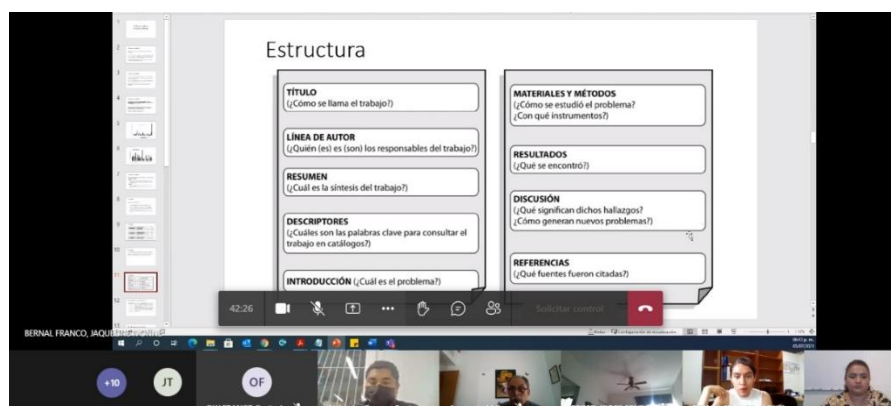 Estructura
TÍTULO
(¿Cómo se llama el trabajo?)
LÍNEA DE AUTOR
(¿Quién (es) es (son) los responsables del trabajo?)
RESUMEN
(¿Cuál es la síntesis del trabajo?)
DESCRIPTORES
(¿Cuáles son las palabras clave para consultar el
trabajo en catálogos?)
INTRODUCCIÓN (¿Cuál es el problema?)
MATERIALES Y MÉTODOS
(¿Cómo se estudió el problema?
¿Con qué instrumentos?)
RESULTADOS
(¿Qué se encontró?)
DISCUSIÓN
(¿Qué significan dichos hallazgos?
¿Cómo generan nuevos problemas?)
REFERENCIAS
(¿Qué fuentes fueron citadas?)
42:26
Solicitar control
BERNAL FRANCO,
+10
JT
OF